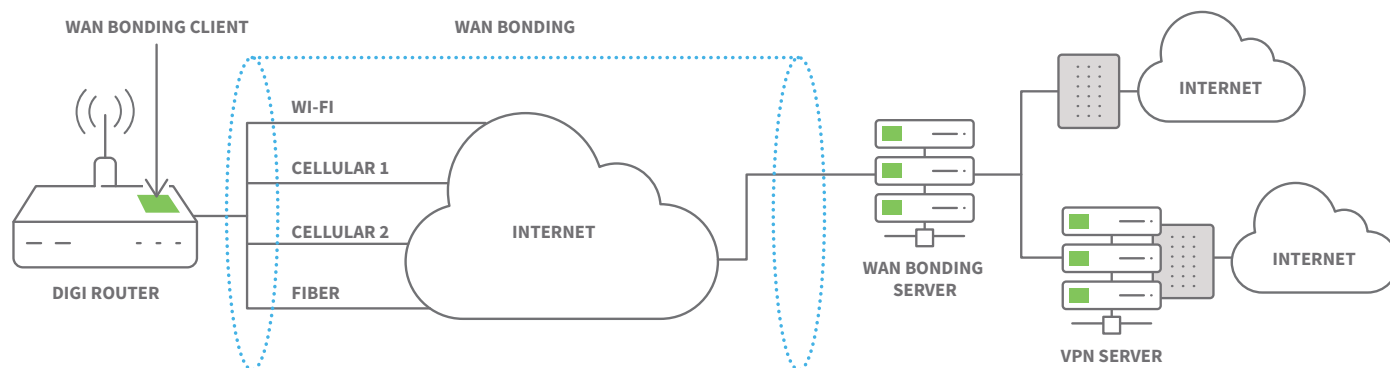 WAN BONDING CLIENT
WAN BONDING
WI-FI
CELLULAR 1
CELLULAR 2
FIBER
DIGI ROUTER
INTERNET
WAN BONDING
SERVER
INTERNET
INTERNET
VPN SERVER